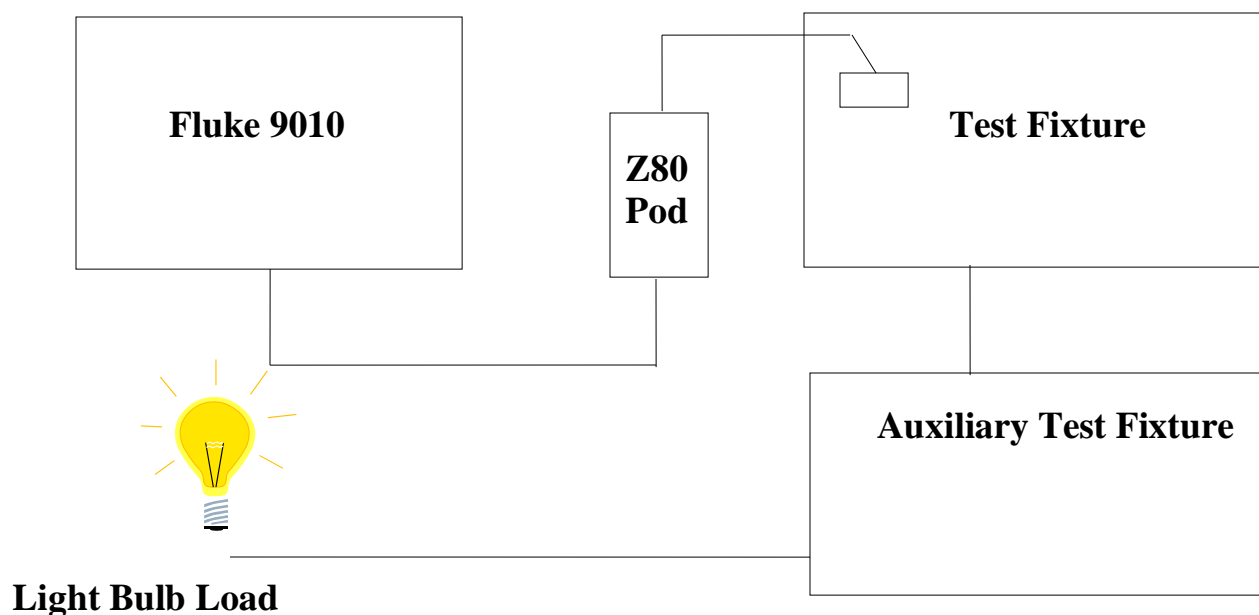 Fluke 9010
Z80
Pod
Test Fixture
Auxiliary Test Fixture
Light Bulb Load